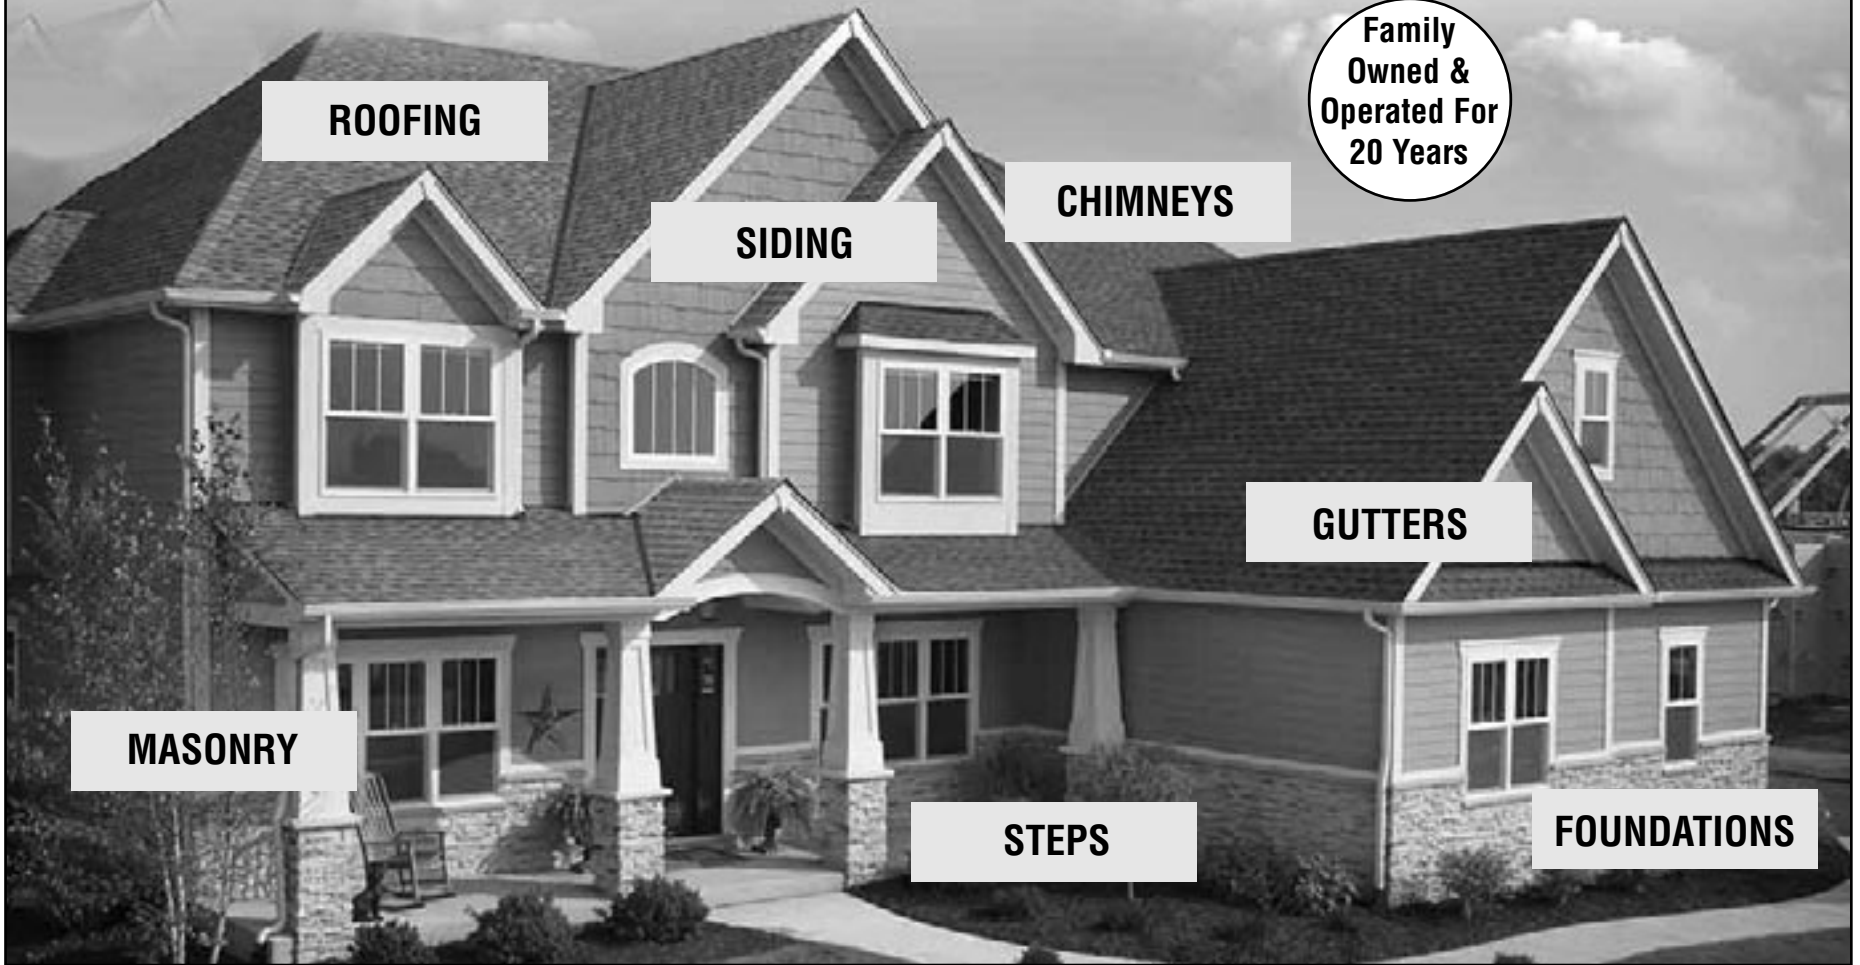 Family
Owned &
Operated For
20 Years
ROOFING
CHIMNEYS
SIDING
GUTTERS
MASONRY
STEPS
FOUNDATIONS